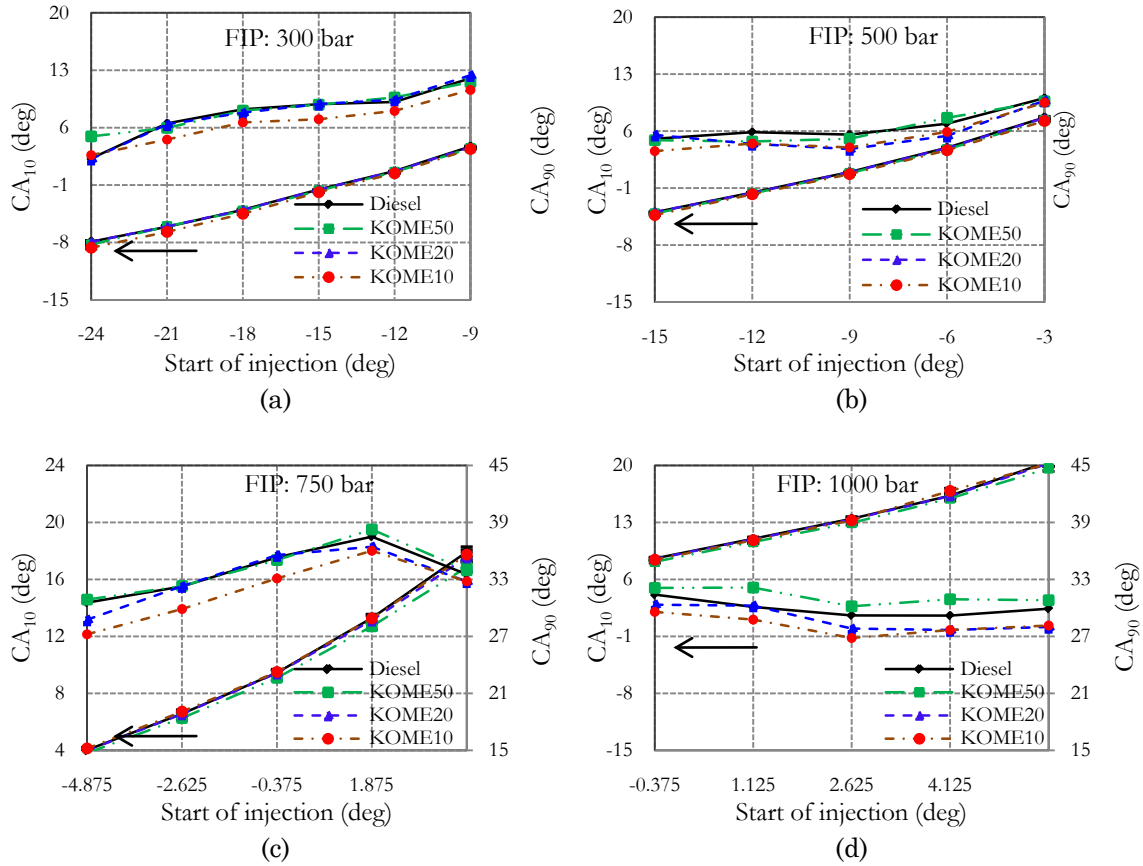 FIP: 300 bar
20
13
6
-1
-8
-15
CA10 (deg)
CA90 (deg)
Diesel
KOME50
KOME20
KOME10
-24 -21 -18 -15 -12 -9
Start of injection (deg)
(a)
FIP: 500 bar
20
13
6
-1
-8
-15
CA10 (deg)
CA90 (deg)
Diesel
KOME50
KOME20
KOME10
-15 -12 -9 -6 -3
Start of injection (deg)
(b)
FIP: 750 bar
24
20
16
12
8
4
CA10 (deg)
45
39
33
27
21
15
CA90 (deg)
Diesel
KOME50
KOME20
KOME10
-4.875 -2.625 -0.375 1.875
Start of injection (deg)
(c)
FIP: 1000 bar
20
13
6
-1
-8
-15
CA10 (deg)
45
39
33
27
21
15
CA90 (deg)
Diesel
KOME50
KOME20
KOME10
-0.375 1.125 2.625 4.125
Start of injection (deg)
(d)